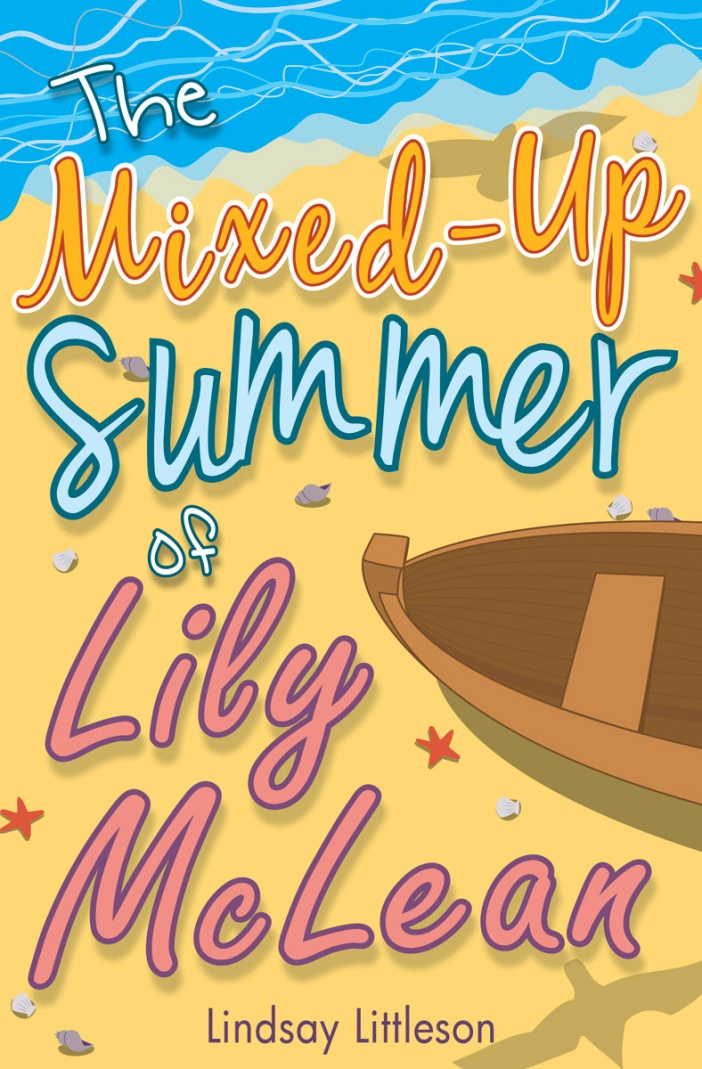 The
Mixed-Up
Summer
of
Lily
McLean
Lindsay Littleson